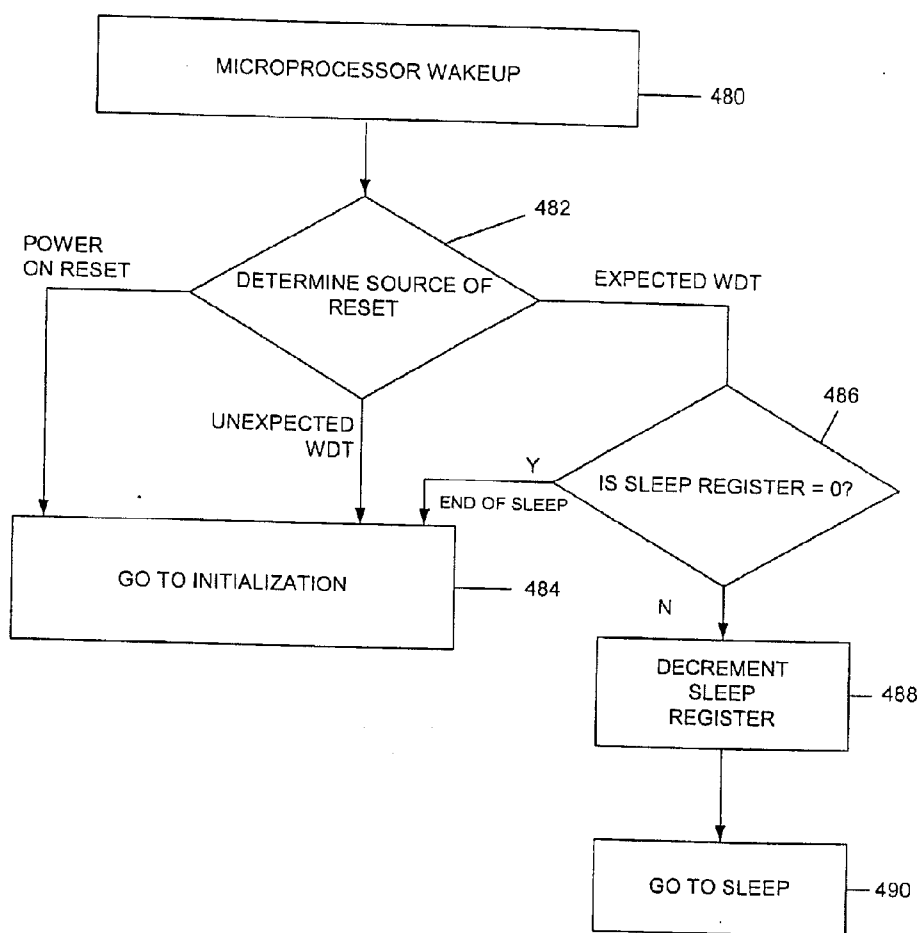 MICROPROCESSOR WAKEUP
480
482
POWER
ON RESET
DETERMINE SOURCE OF
RESET
EXPECTED WDT
UNEXPECTED
WDT
486
Y
END OF SLEEP
IS SLEEP REGISTER = 0?
GO TO INITIALIZATION
484
N
DECREMENT
SLEEP
REGISTER
488
GO TO SLEEP
490